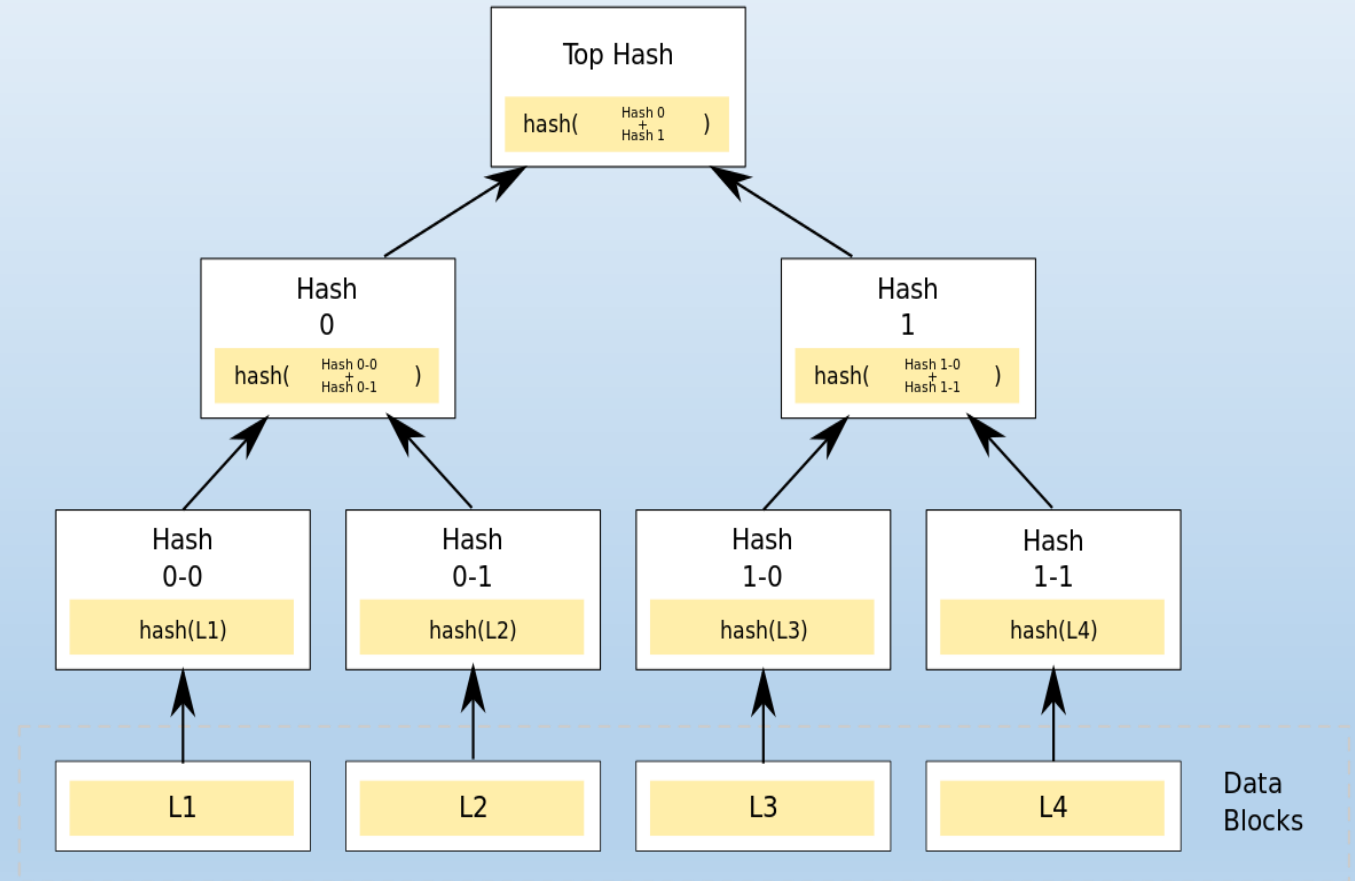 Top Hash
hash( Hash 0 + Hash 1 )
Hash
0
hash( Hash 0-0 + Hash 0-1 )
Hash
1
hash( Hash 1-0 + Hash 1-1 )
Hash
0-0
hash(L1)
Hash
0-1
hash(L2)
Hash
1-0
hash(L3)
Hash
1-1
hash(L4)
L1
L2
L3
L4
Data
Blocks